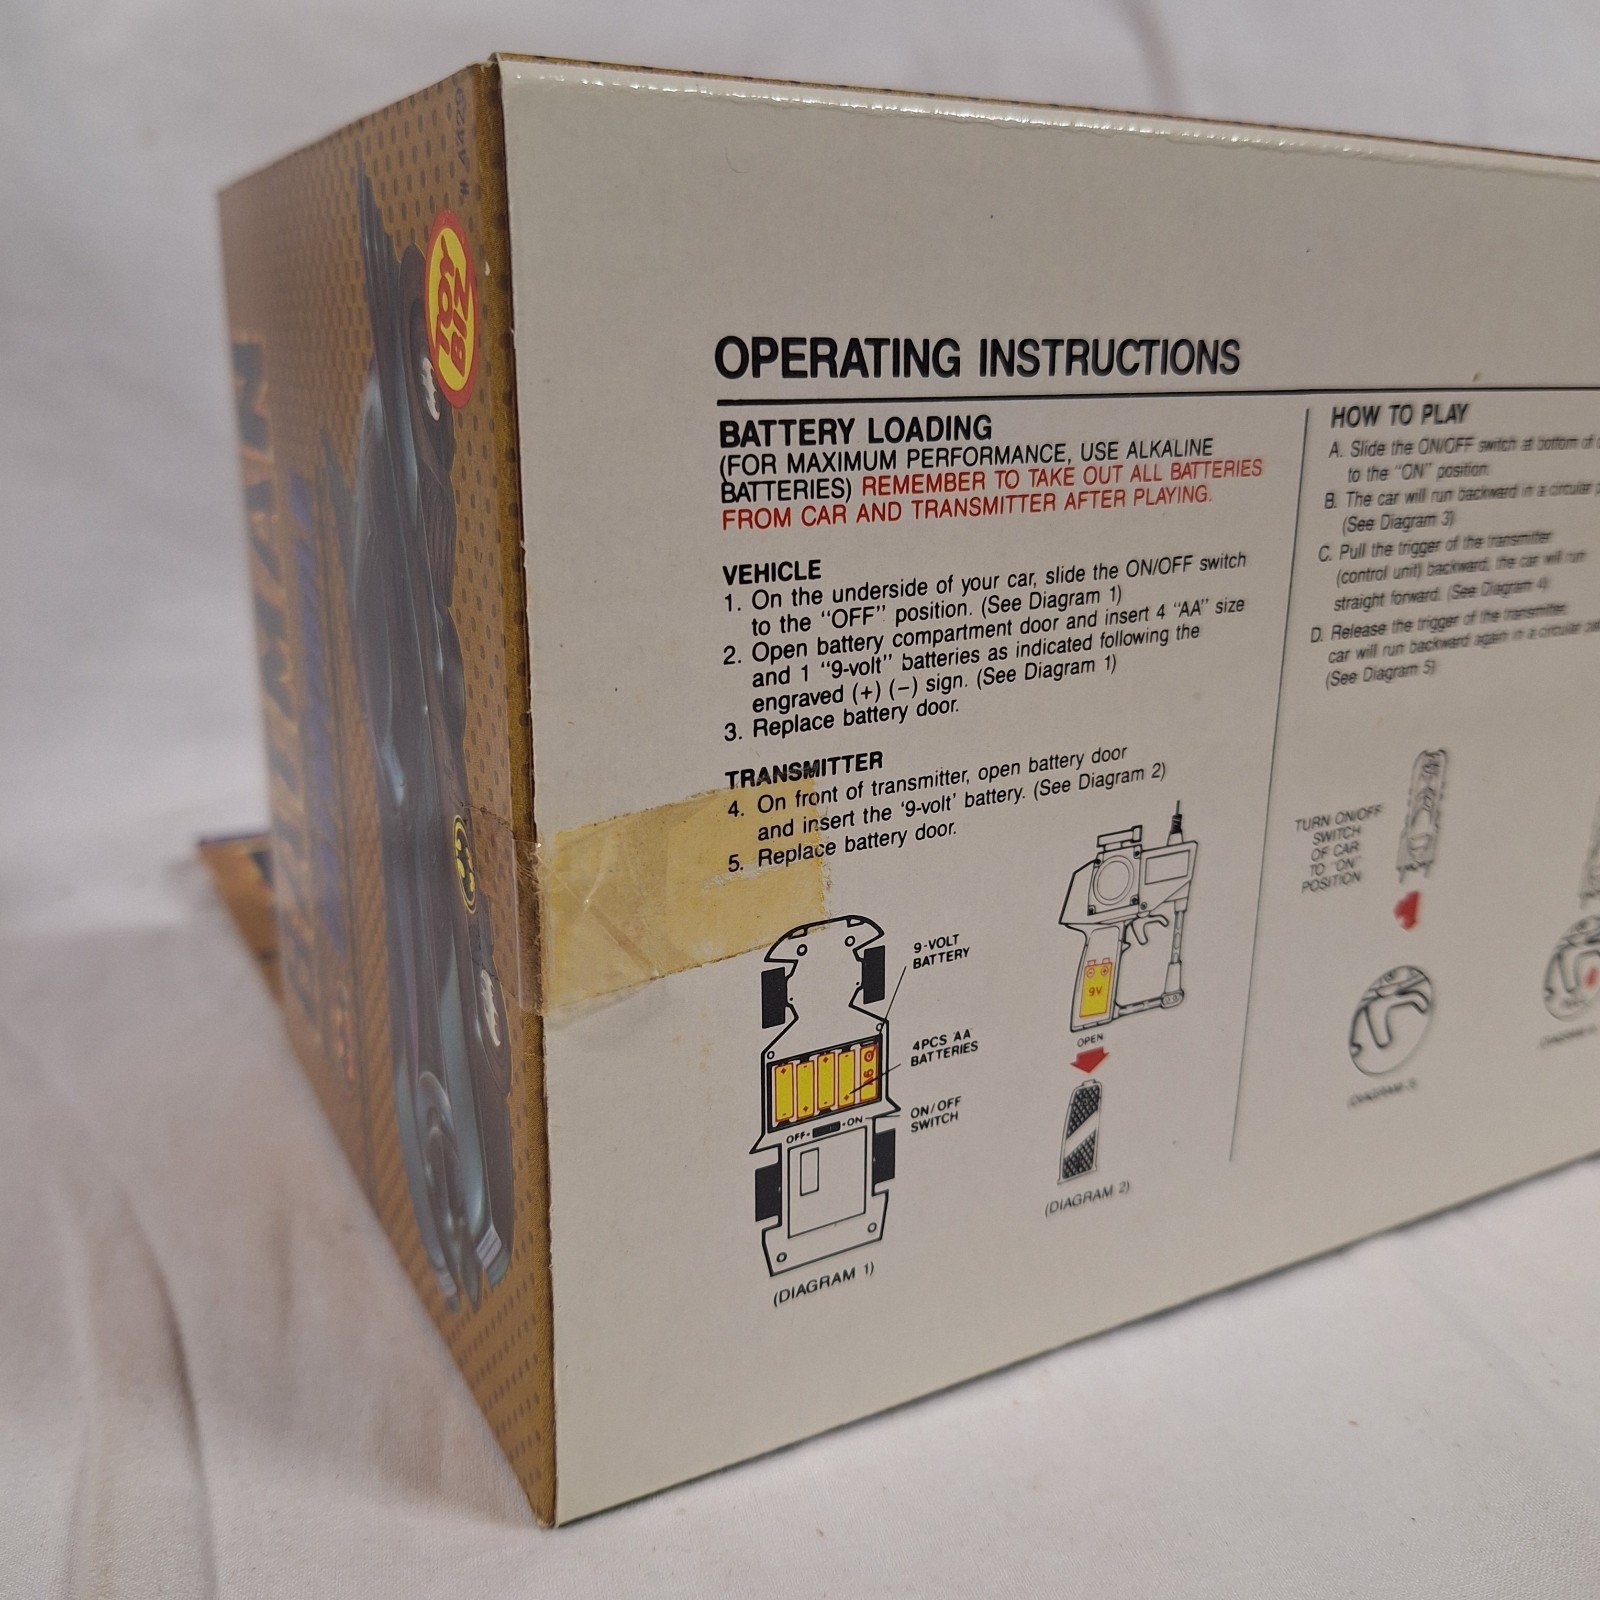 # 4429
TOY
BIZ
BATMAN
OPERATING INSTRUCTIONS
BATTERY LOADING
(FOR MAXIMUM PERFORMANCE, USE ALKALINE
BATTERIES) REMEMBER TO TAKE OUT ALL BATTERIES
FROM CAR AND TRANSMITTER AFTER PLAYING.
VEHICLE
1. On the underside of your car, slide the ON/OFF switch
to the "OFF" position. (See Diagram 1)
2. Open battery compartment door and insert 4 "AA" size
and 1 "9-volt" batteries as indicated following the
engraved (+) (−) sign. (See Diagram 1)
3. Replace battery door.
TRANSMITTER
4. On front of transmitter, open battery door
and insert the '9-volt' battery. (See Diagram 2)
5. Replace battery door.
9-VOLT
BATTERY
4PCS 'AA
BATTERIES
ON/OFF
SWITCH
OFF- -ON
(DIAGRAM 1)
9V
OPEN
(DIAGRAM 2)
HOW TO PLAY
A. Slide the ON/OFF switch at bottom of
to the "ON" position.
B. The car will run backward in a circular
(See Diagram 3)
C. Pull the trigger of the transmitter
(control unit) backward, the car will run
straight forward. (See Diagram 4)
D. Release the trigger of the transmitter
car will run backward again in a circular
(See Diagram 5)
TURN ON/OFF
SWITCH
OF CAR
TO "ON"
POSITION
(DIAGRAM 3)